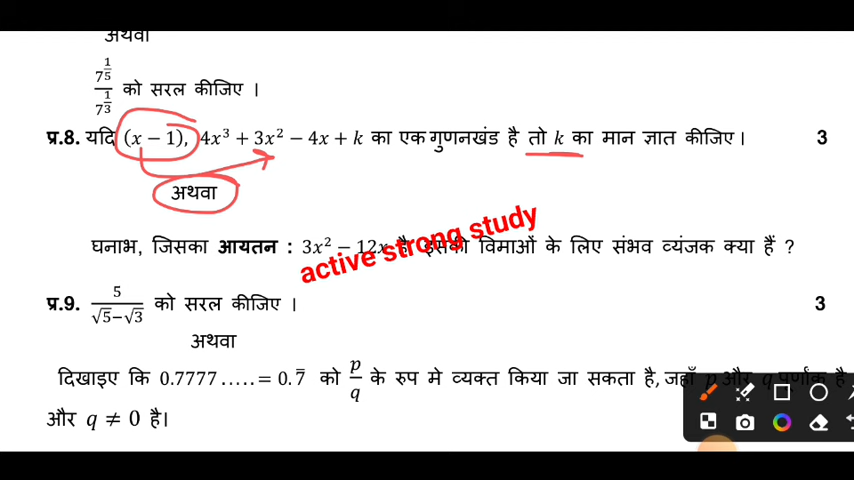 अथवा
7^{1/5} / 7^{1/3} को सरल कीजिए ।
प्र.8. यदि (x − 1), 4x³ + 3x² − 4x + k का एक गुणनखंड है तो k का मान ज्ञात कीजिए । 3
अथवा
घनाभ, जिसका आयतन : 3x² − 12x है इसकी विमाओं के लिए संभव व्यंजक क्या हैं ?
active strong study
प्र.9. 5/(√5−√3) को सरल कीजिए । 3
अथवा
दिखाइए कि 0.7777 ..... = 0.7̄ को p/q के रुप मे व्यक्त किया जा सकता है, जहाँ p और q पूर्णांक है
और q ≠ 0 है।